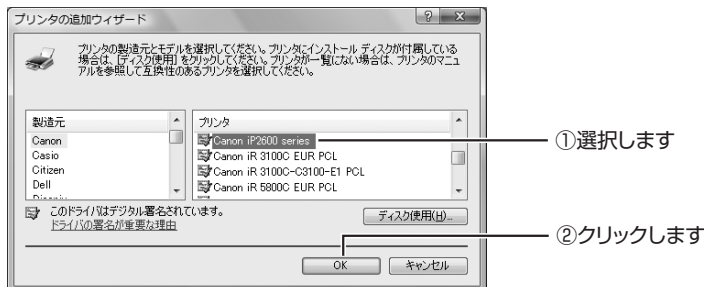 プリンタの追加ウィザード
プリンタの製造元とモデルを選択してください。プリンタにインストール ディスクが付属している
場合は、[ディスク使用] をクリックしてください。プリンタが一覧にない場合は、プリンタのマニュ
アルを参照して互換性のあるプリンタを選択してください。
製造元
プリンタ
Canon
Casio
Citizen
Dell
Canon iP2600 series
Canon iR 3100C EUR PCL
Canon iR 3100C-C3100-E1 PCL
Canon iR 5800C EUR PCL
①選択します
このドライバはデジタル署名されています。
ドライバの署名が重要な理由
ディスク使用(H)...
②クリックします
OK
キャンセル